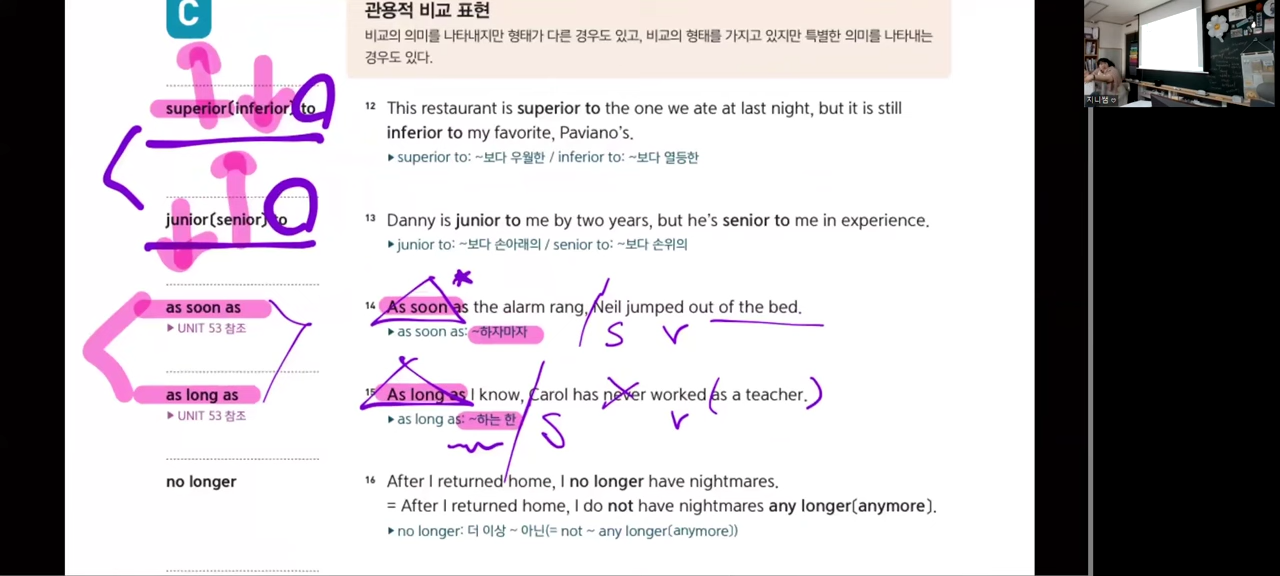 C
관용적 비교 표현
비교의 의미를 나타내지만 형태가 다른 경우도 있고, 비교의 형태를 가지고 있지만 특별한 의미를 나타내는
경우도 있다.
superior(inferior) to
12 This restaurant is superior to the one we ate at last night, but it is still
inferior to my favorite, Paviano's.
▶ superior to: ~보다 우월한 / inferior to: ~보다 열등한
junior(senior) to
13 Danny is junior to me by two years, but he's senior to me in experience.
▶ junior to: ~보다 손아래의 / senior to: ~보다 손위의
as soon as
▶ UNIT 53 참조
14 As soon as the alarm rang, Neil jumped out of the bed.
▶ as soon as: ~하자마자
S v
as long as
▶ UNIT 53 참조
15 As long as I know, Carol has never worked as a teacher.
▶ as long as: ~하는 한
S v
no longer
16 After I returned home, I no longer have nightmares.
= After I returned home, I do not have nightmares any longer(anymore).
▶ no longer: 더 이상 ~ 아닌(= not ~ any longer(anymore))
지니쌤